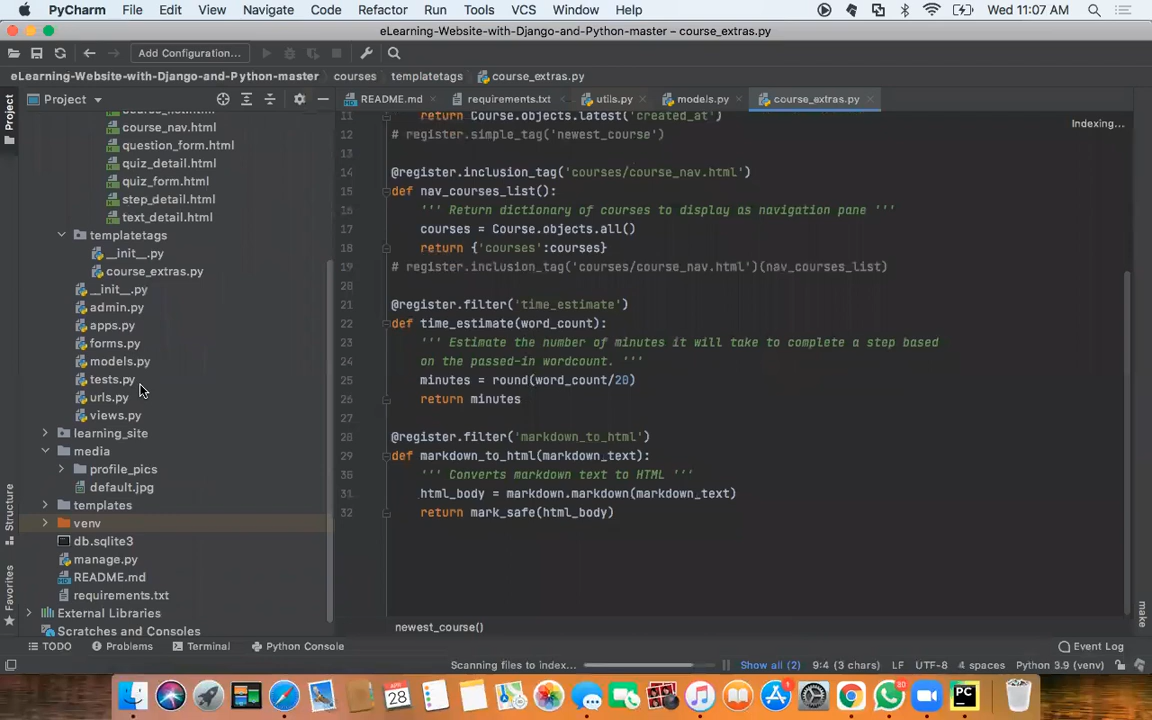 PyCharm File Edit View Navigate Code Refactor Run Tools VCS Window Help Wed 11:07 AM
eLearning-Website-with-Django-and-Python-master – course_extras.py
Add Configuration...
eLearning-Website-with-Django-and-Python-master courses templatetags course_extras.py
Project
Project
README.md requirements.txt utils.py models.py course_extras.py
Indexing...
course_nav.html
question_form.html
quiz_detail.html
quiz_form.html
step_detail.html
text_detail.html
templatetags
__init__.py
course_extras.py
__init__.py
admin.py
apps.py
forms.py
models.py
tests.py
urls.py
views.py
learning_site
media
profile_pics
default.jpg
templates
venv
db.sqlite3
manage.py
README.md
requirements.txt
External Libraries
Scratches and Consoles
11 return Course.objects.latest('created_at')
12 # register.simple_tag('newest_course')
13
14 @register.inclusion_tag('courses/course_nav.html')
15 def nav_courses_list():
16 ''' Return dictionary of courses to display as navigation pane '''
17 courses = Course.objects.all()
18 return {'courses':courses}
19 # register.inclusion_tag('courses/course_nav.html')(nav_courses_list)
20
21 @register.filter('time_estimate')
22 def time_estimate(word_count):
23 ''' Estimate the number of minutes it will take to complete a step based
24 on the passed-in wordcount. '''
25 minutes = round(word_count/20)
26 return minutes
27
28 @register.filter('markdown_to_html')
29 def markdown_to_html(markdown_text):
30 ''' Converts markdown text to HTML '''
31 html_body = markdown.markdown(markdown_text)
32 return mark_safe(html_body)
newest_course()
Structure
Favorites
make
TODO Problems Terminal Python Console Event Log
Scanning files to index... Show all (2) 9:4 (3 chars) LF UTF-8 4 spaces Python 3.9 (venv)
APR
28
PC